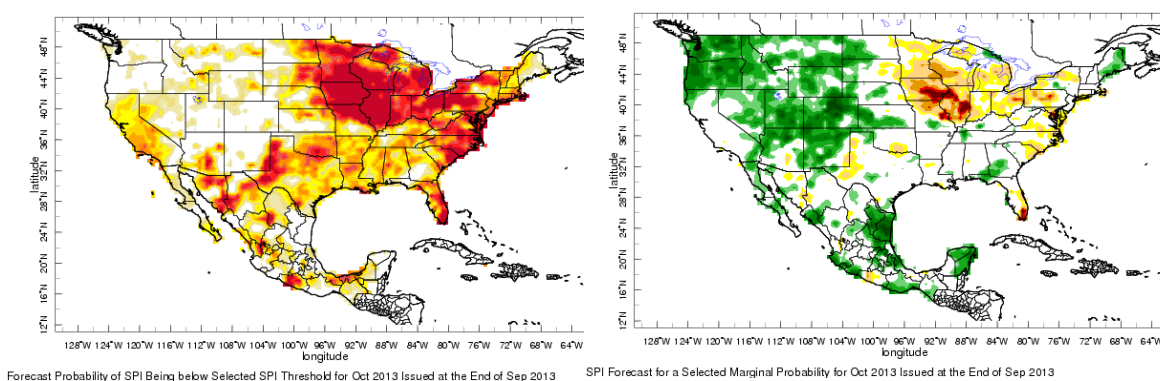 latitude
48°N
44°N
40°N
36°N
32°N
28°N
24°N
20°N
16°N
12°N
128°W 124°W 120°W 116°W 112°W 108°W 104°W 100°W 96°W 92°W 88°W 84°W 80°W 76°W 72°W 68°W 64°W
longitude
Forecast Probability of SPI Being below Selected SPI Threshold for Oct 2013 Issued at the End of Sep 2013
latitude
48°N
44°N
40°N
36°N
32°N
28°N
24°N
20°N
16°N
12°N
128°W 124°W 120°W 116°W 112°W 108°W 104°W 100°W 96°W 92°W 88°W 84°W 80°W 76°W 72°W 68°W 64°W
longitude
SPI Forecast for a Selected Marginal Probability for Oct 2013 Issued at the End of Sep 2013